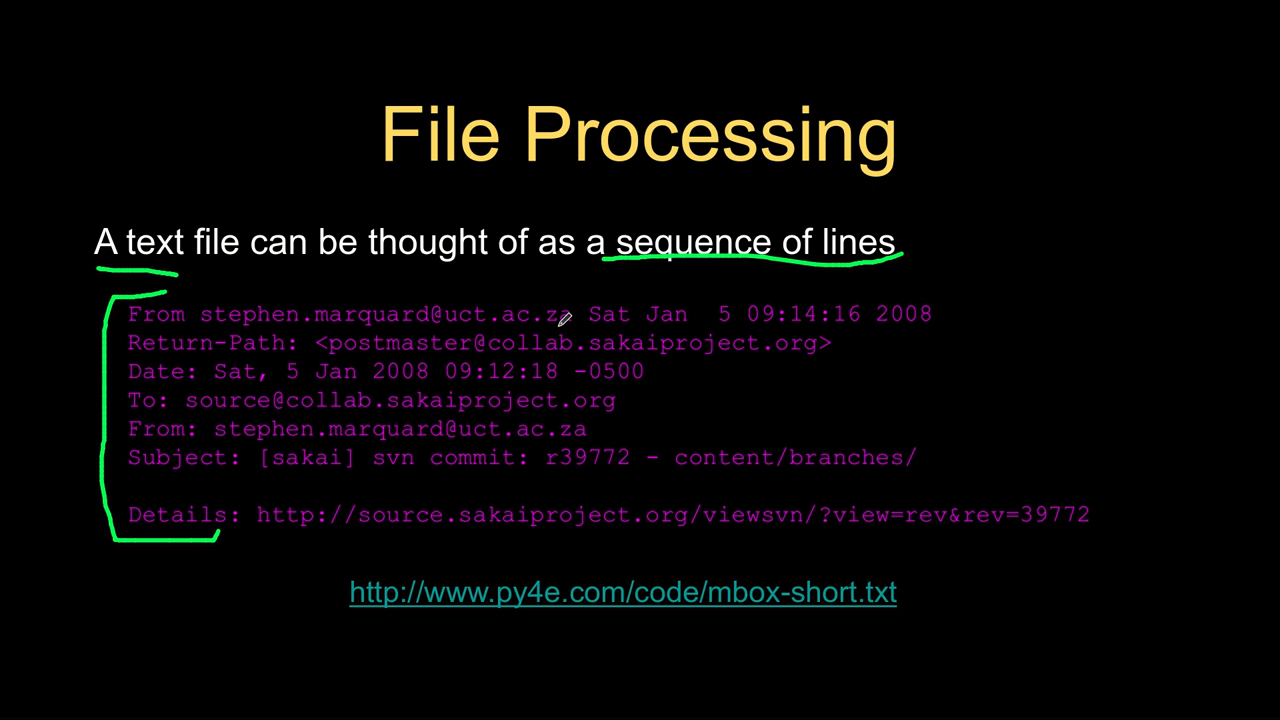 File Processing
A text file can be thought of as a sequence of lines
From stephen.marquard@uct.ac.za Sat Jan  5 09:14:16 2008
Return-Path: <postmaster@collab.sakaiproject.org>
Date: Sat, 5 Jan 2008 09:12:18 -0500
To: source@collab.sakaiproject.org
From: stephen.marquard@uct.ac.za
Subject: [sakai] svn commit: r39772 - content/branches/
Details: http://source.sakaiproject.org/viewsvn/?view=rev&rev=39772
http://www.py4e.com/code/mbox-short.txt